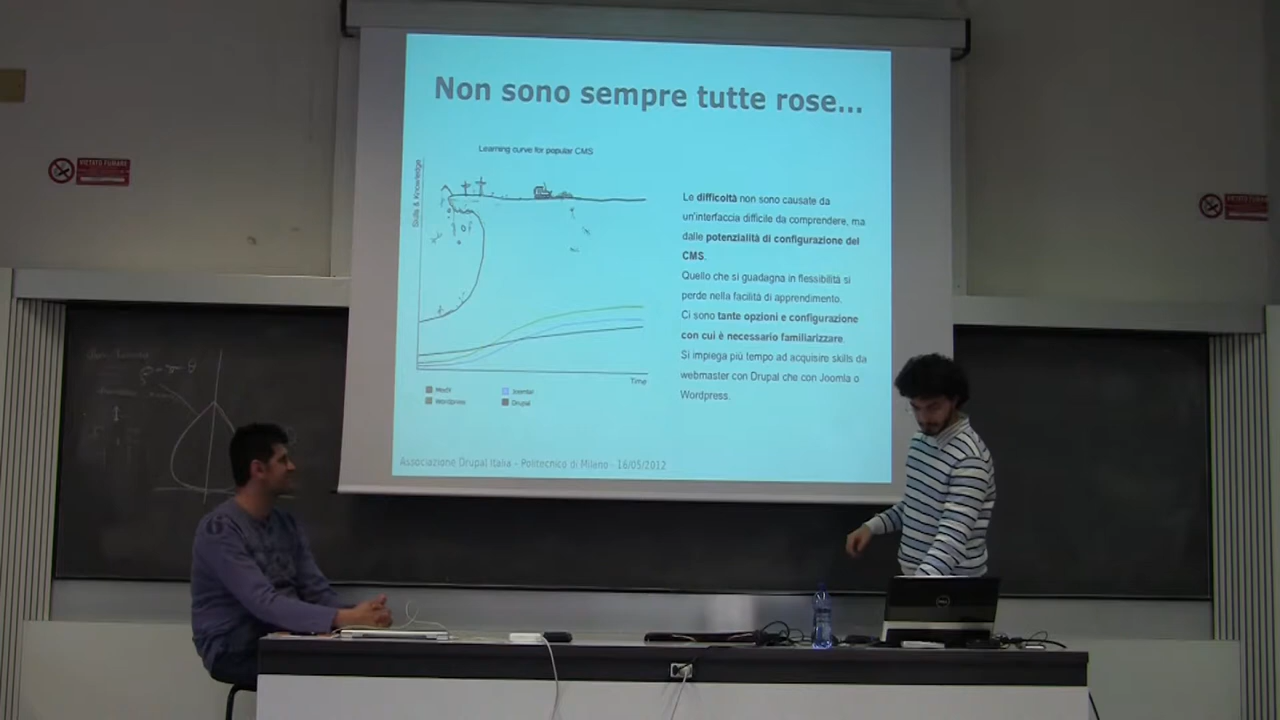 Non sono sempre tutte rose...
Learning curve for popular CMS
Skills & Knowledge
Le difficoltà non sono causate da
un'interfaccia difficile da comprendere, ma
dalle potenzialità di configurazione del
CMS.
Quello che si guadagna in flessibilità si
perde nella facilità di apprendimento.
Ci sono tante opzioni e configurazione
con cui è necessario familiarizzare.
Si impiega più tempo ad acquisire skills da
webmaster con Drupal che con Joomla o
Wordpress.
Time
Joomla!
Wordpress
Drupal
Associazione Drupal Italia - Politecnico di Milano - 16/05/2012
VIETATO FUMARE
DELL